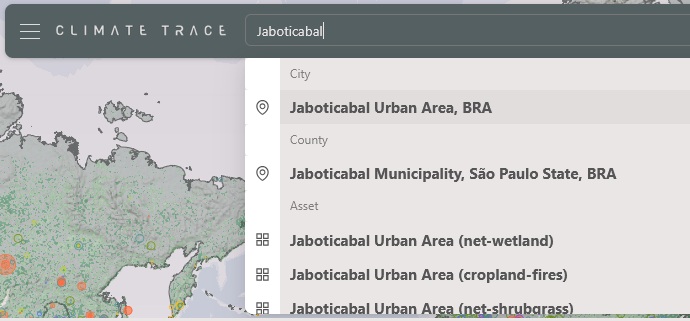 CLIMATE TRACE
Jaboticabal
City
Jaboticabal Urban Area, BRA
County
Jaboticabal Municipality, São Paulo State, BRA
Asset
Jaboticabal Urban Area (net-wetland)
Jaboticabal Urban Area (cropland-fires)
Jaboticabal Urban Area (net-shrubgrass)